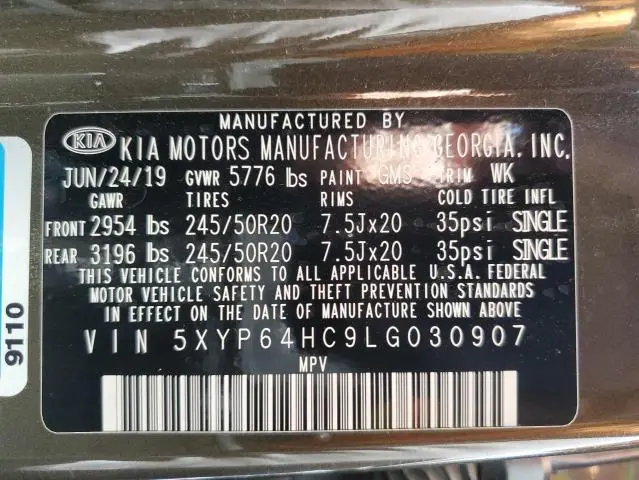 MANUFACTURED BY
KIA KIA MOTORS MANUFACTURING GEORGIA, INC.
JUN/24/19 GVWR 5776 lbs PAINT GMS TRIM WK
GAWR TIRES RIMS COLD TIRE INFL
FRONT 2954 lbs 245/50R20 7.5Jx20 35psi SINGLE
REAR 3196 lbs 245/50R20 7.5Jx20 35psi SINGLE
THIS VEHICLE CONFORMS TO ALL APPLICABLE U.S.A. FEDERAL
MOTOR VEHICLE SAFETY AND THEFT PREVENTION STANDARDS
IN EFFECT ON THE DATE OF MANUFACTURE SHOWN ABOVE
VIN 5XYP64HC9LG030907
MPV
9110